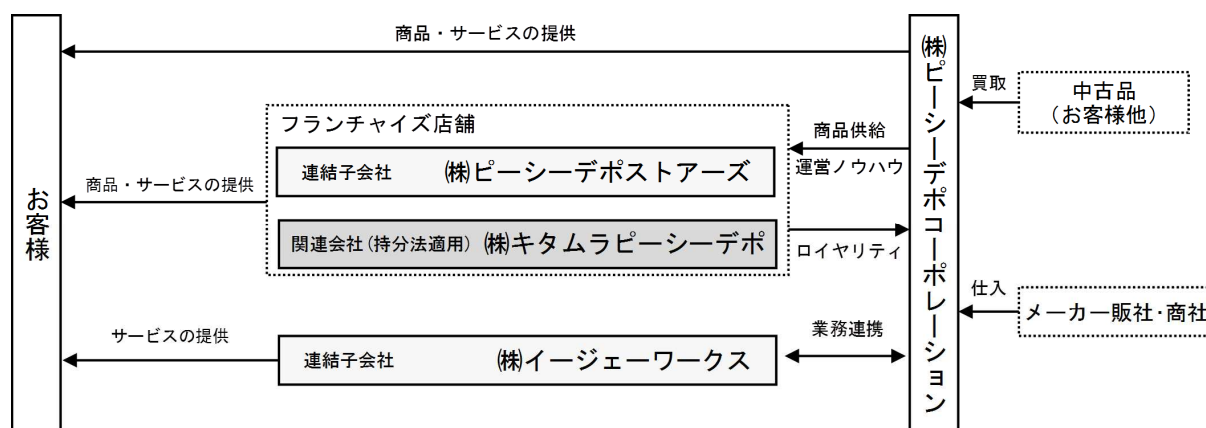 お客様
商品・サービスの提供
㈱ピーシーデポコーポレーション
買取
中古品
（お客様他）
フランチャイズ店舗
商品供給
運営ノウハウ
連結子会社 ㈱ピーシーデポストアーズ
商品・サービスの提供
関連会社(持分法適用) ㈱キタムラピーシーデポ
ロイヤリティ
仕入
メーカー販社・商社
サービスの提供
連結子会社 ㈱イージェーワークス
業務連携